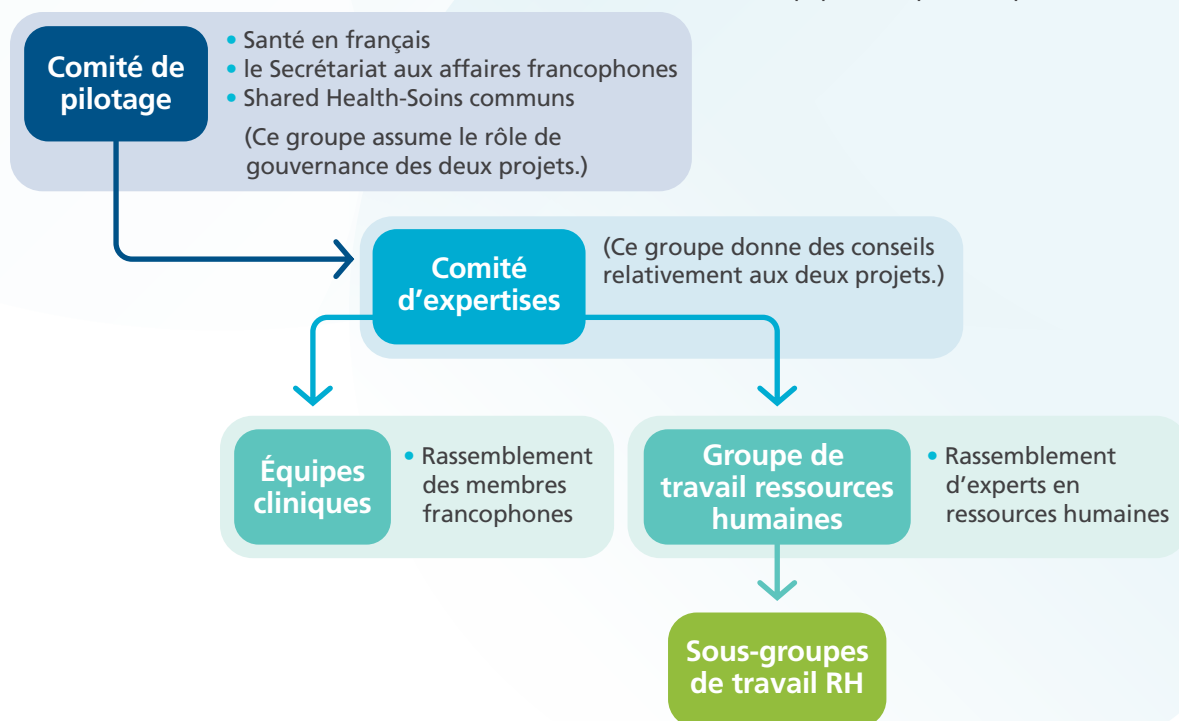 Comité de
pilotage
• Santé en français
• le Secrétariat aux affaires francophones
• Shared Health-Soins communs
(Ce groupe assume le rôle de
gouvernance des deux projets.)
Comité
d’expertises
(Ce groupe donne des conseils
relativement aux deux projets.)
Équipes
cliniques
• Rassemblement
des membres
francophones
Groupe de
travail ressources
humaines
• Rassemblement
d’experts en
ressources humaines
Sous-groupes
de travail RH